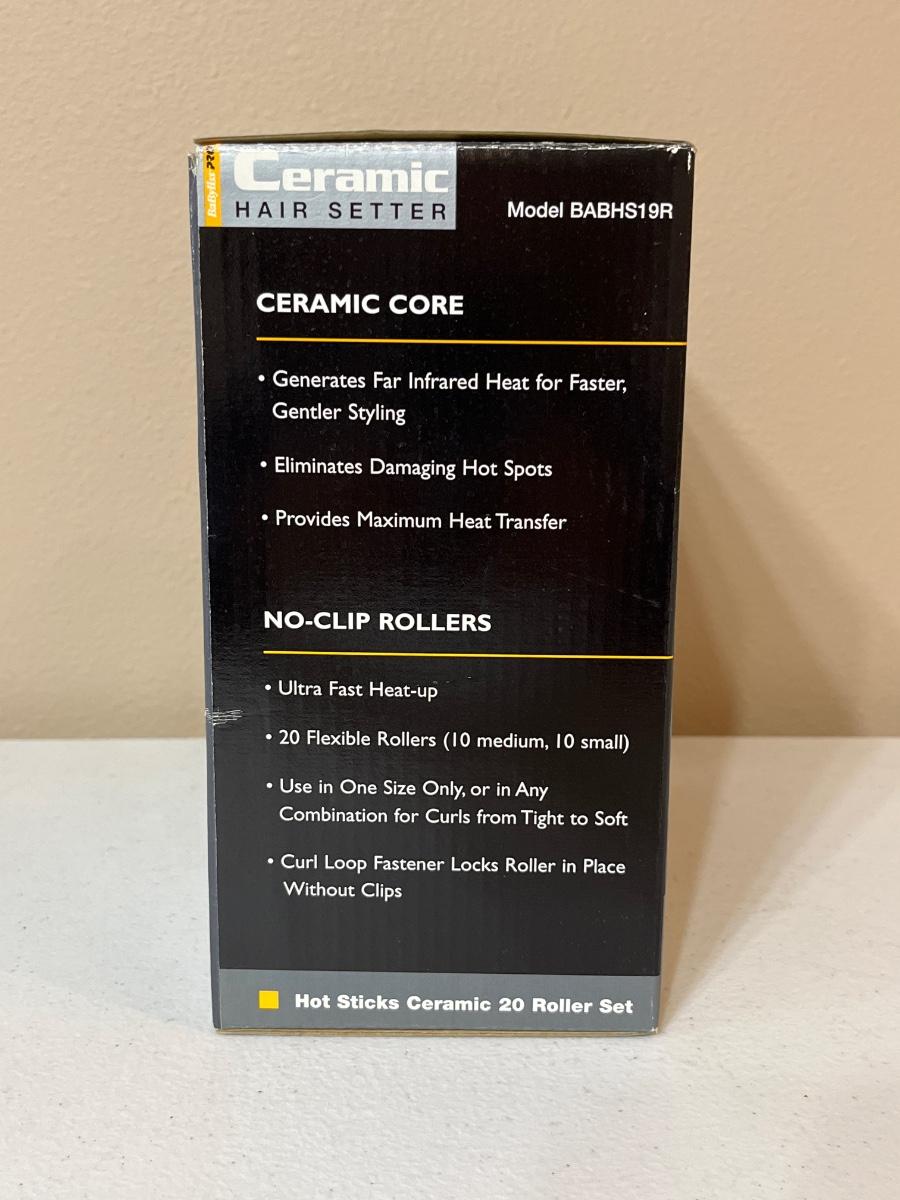 BaByliss PRO
Ceramic
HAIR SETTER
Model BABHS19R
CERAMIC CORE
• Generates Far Infrared Heat for Faster,
Gentler Styling
• Eliminates Damaging Hot Spots
• Provides Maximum Heat Transfer
NO-CLIP ROLLERS
• Ultra Fast Heat-up
• 20 Flexible Rollers (10 medium, 10 small)
• Use in One Size Only, or in Any
Combination for Curls from Tight to Soft
• Curl Loop Fastener Locks Roller in Place
Without Clips
Hot Sticks Ceramic 20 Roller Set